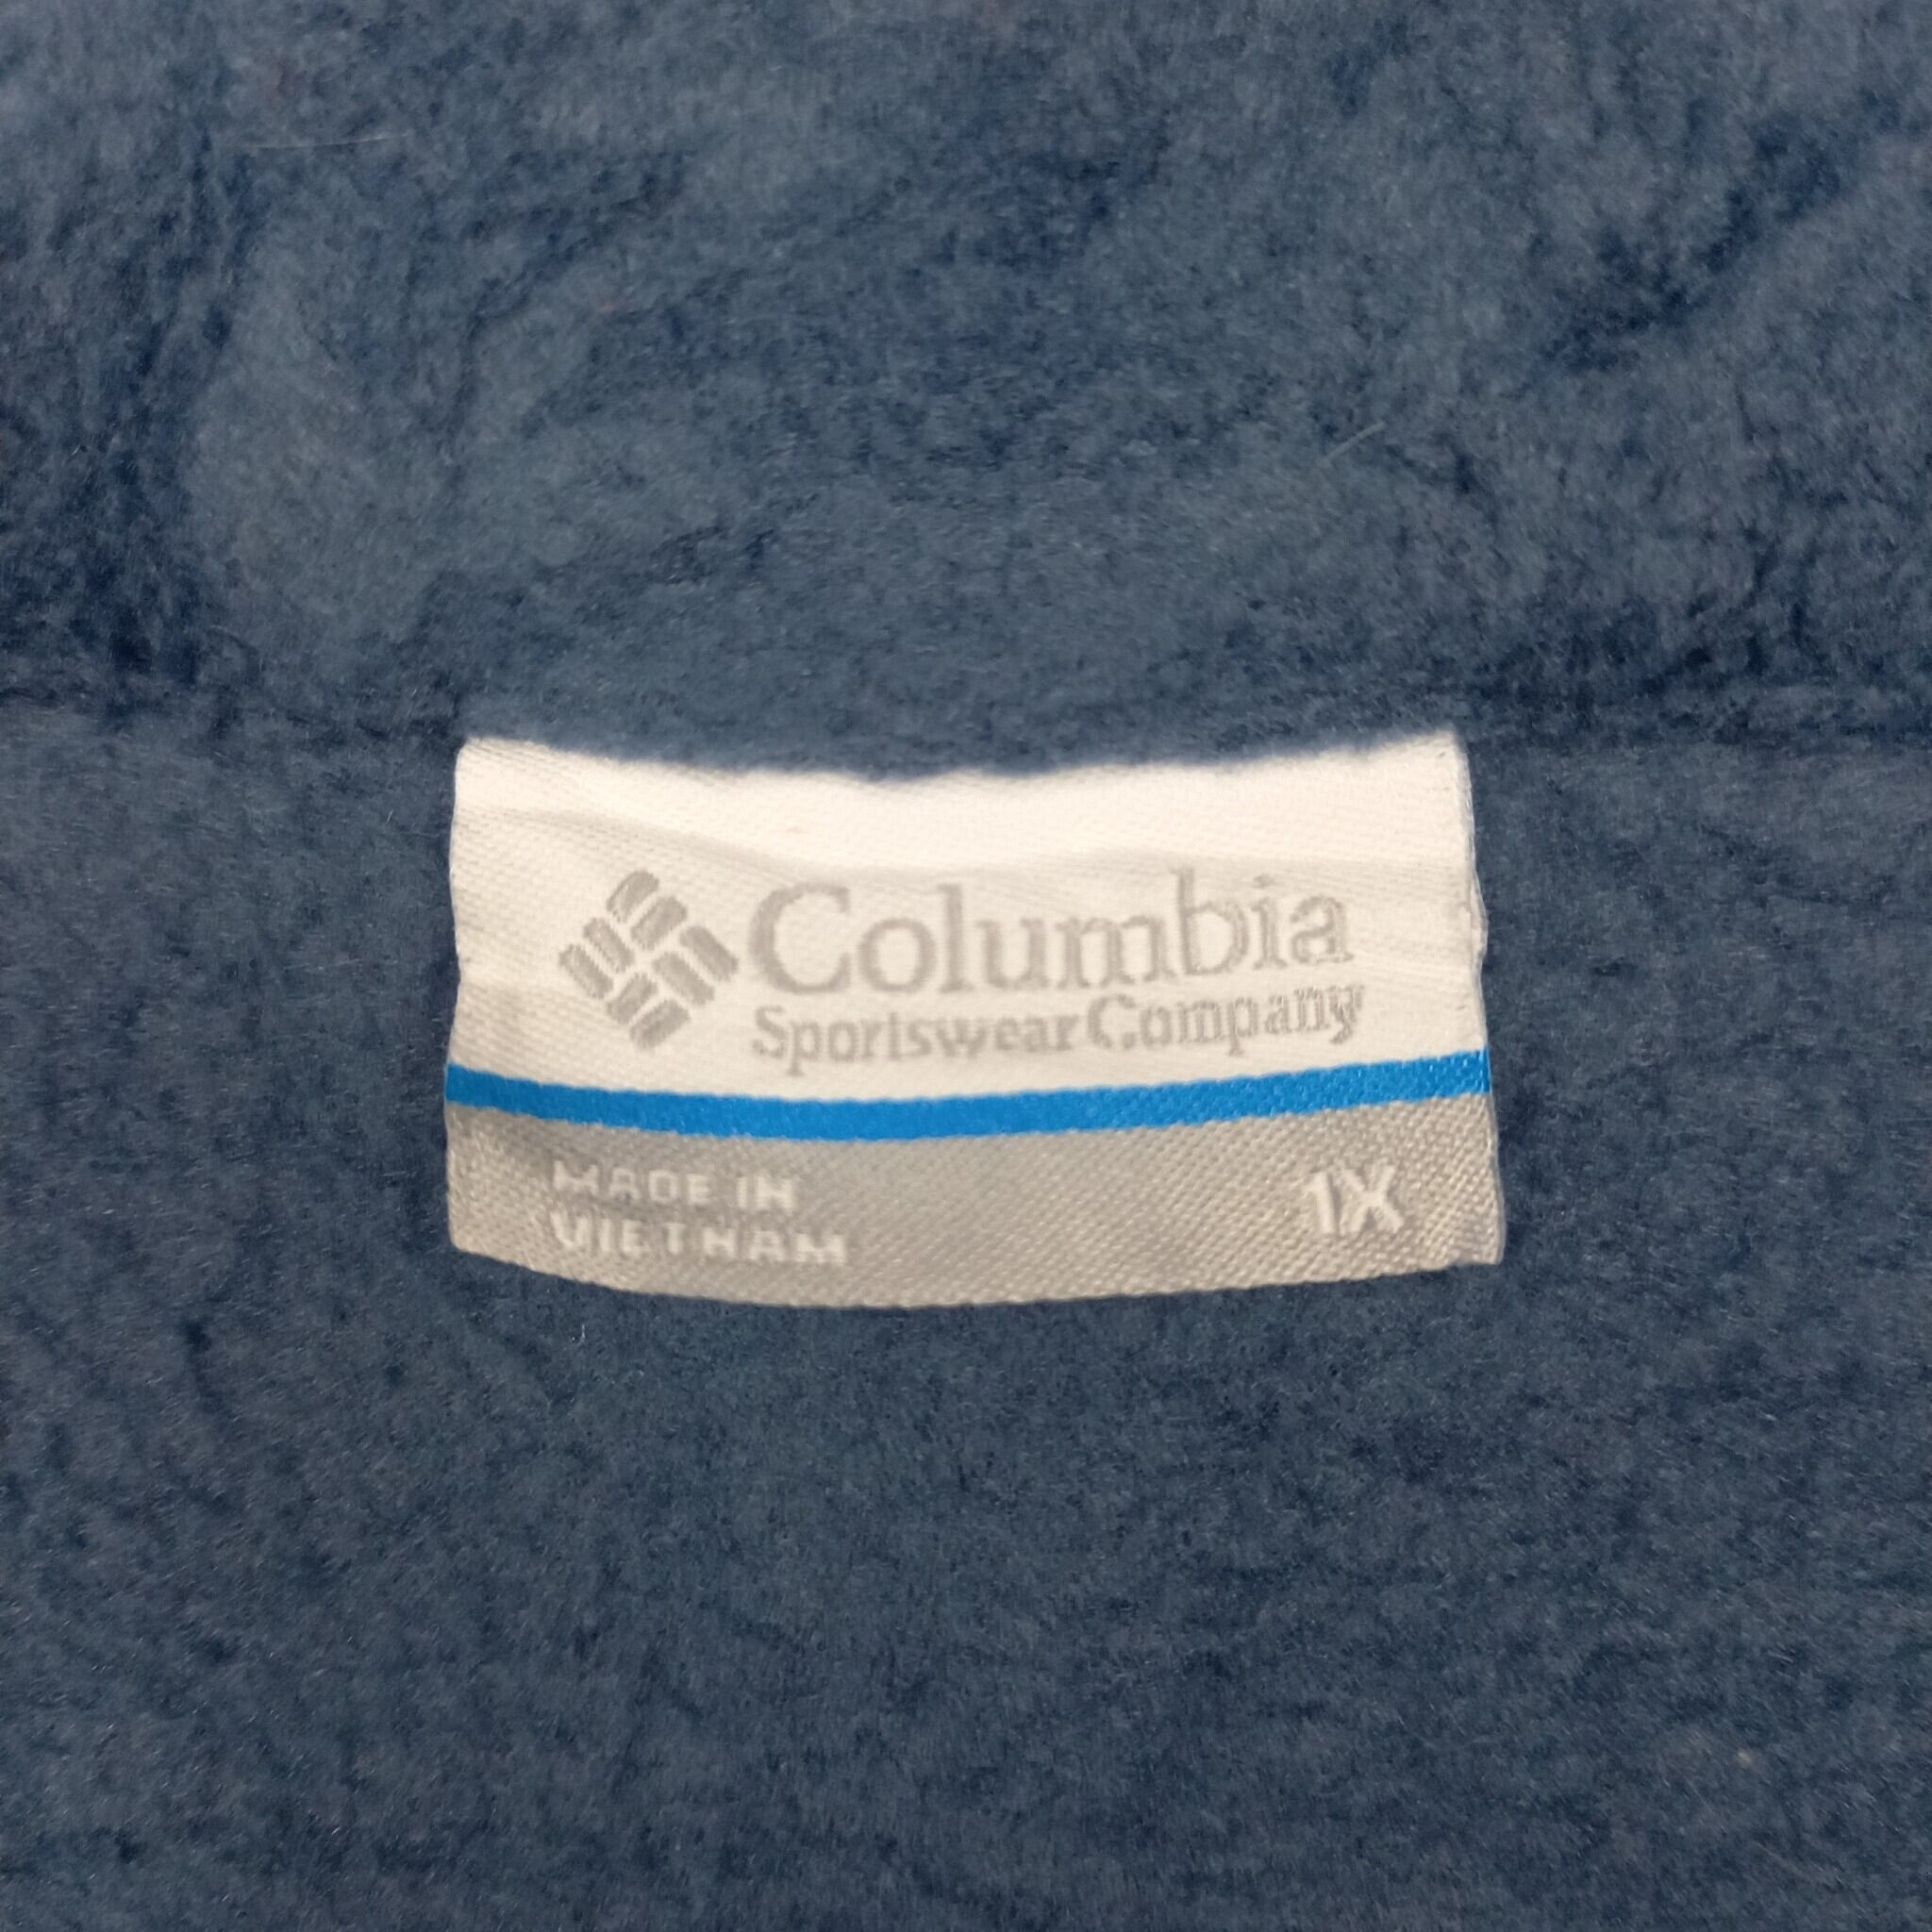 Columbia
Sportswear Company
MADE IN
VIETNAM
1X